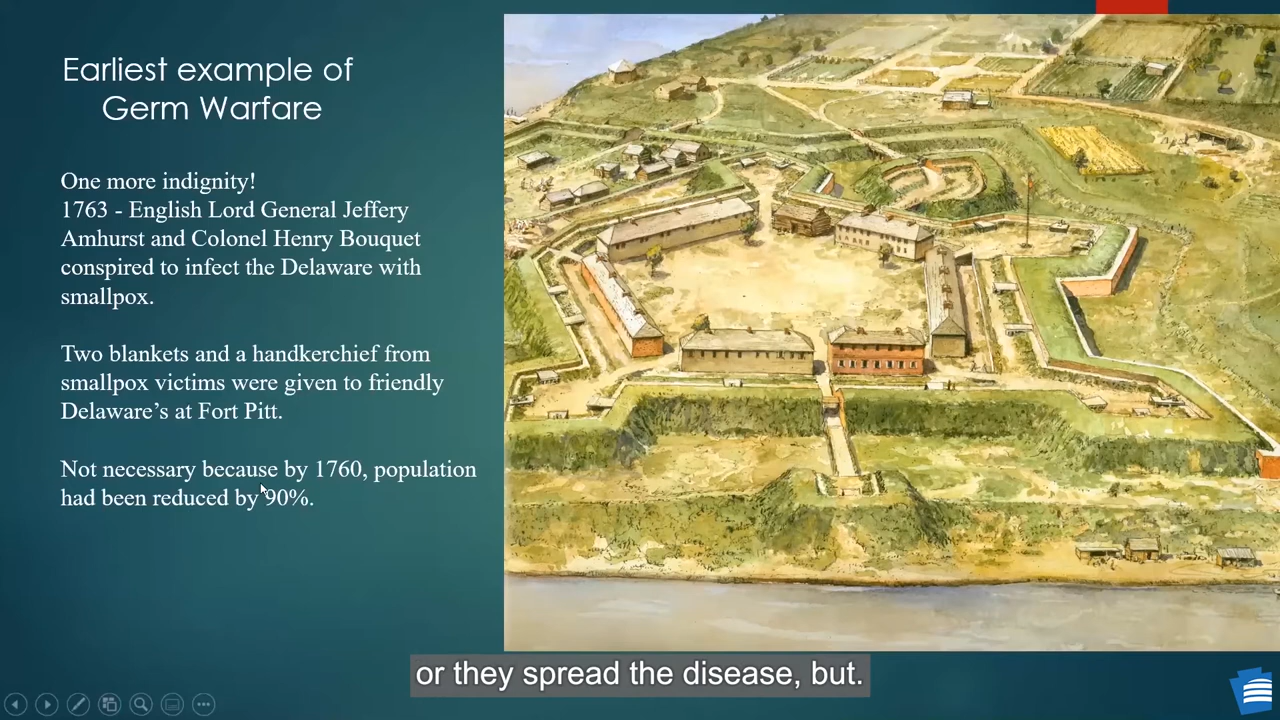 Earliest example of
Germ Warfare
One more indignity!
1763 - English Lord General Jeffery
Amhurst and Colonel Henry Bouquet
conspired to infect the Delaware with
smallpox.
Two blankets and a handkerchief from
smallpox victims were given to friendly
Delaware’s at Fort Pitt.
Not necessary because by 1760, population
had been reduced by 90%.
or they spread the disease, but.